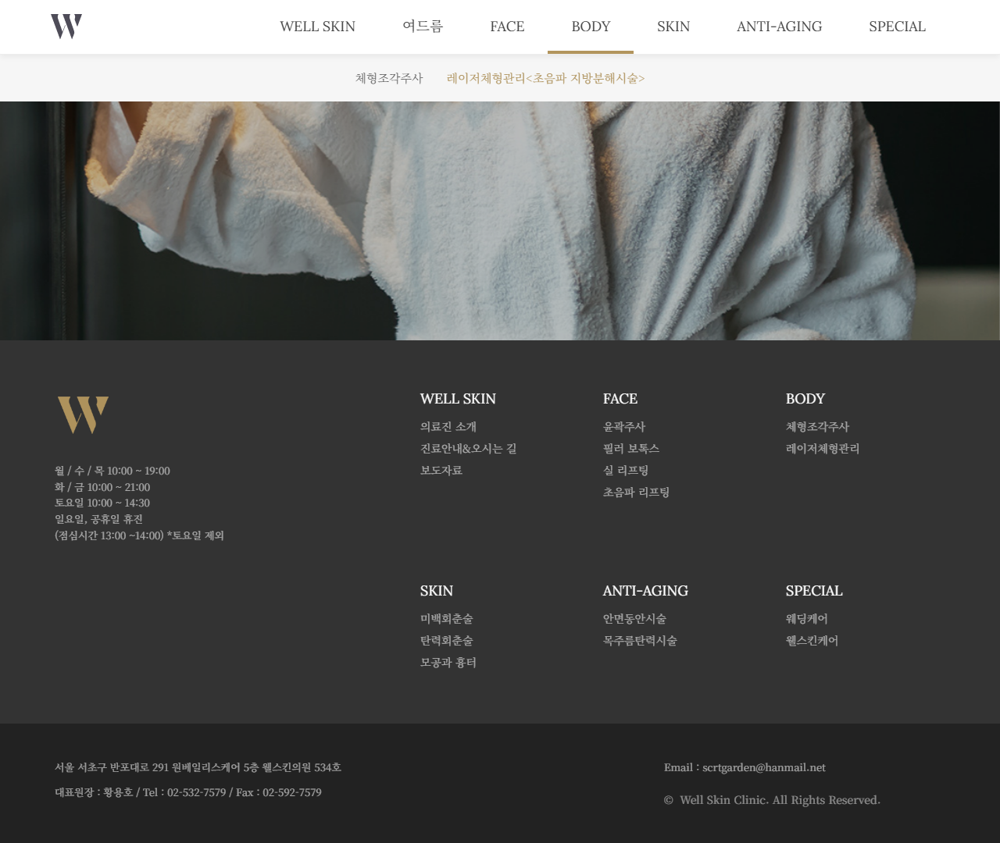 W
WELL SKIN 여드름 FACE BODY SKIN ANTI-AGING SPECIAL
체형조각주사 레이저체형관리<초음파 지방분해시술>
W
월 / 수 / 목 10:00 ~ 19:00
화 / 금 10:00 ~ 21:00
토요일 10:00 ~ 14:30
일요일, 공휴일 휴진
(점심시간 13:00 ~14:00) *토요일 제외
WELL SKIN
의료진 소개
진료안내&오시는 길
보도자료
FACE
윤곽주사
필러 보톡스
실 리프팅
초음파 리프팅
BODY
체형조각주사
레이저체형관리
SKIN
미백회춘술
탄력회춘술
모공과 흉터
ANTI-AGING
안면동안시술
목주름탄력시술
SPECIAL
웨딩케어
웰스킨케어
서울 서초구 반포대로 291 원베일리스케어 5층 웰스킨의원 534호
대표원장 : 황용호 / Tel : 02-532-7579 / Fax : 02-592-7579
Email : scrtgarden@hanmail.net
© Well Skin Clinic. All Rights Reserved.